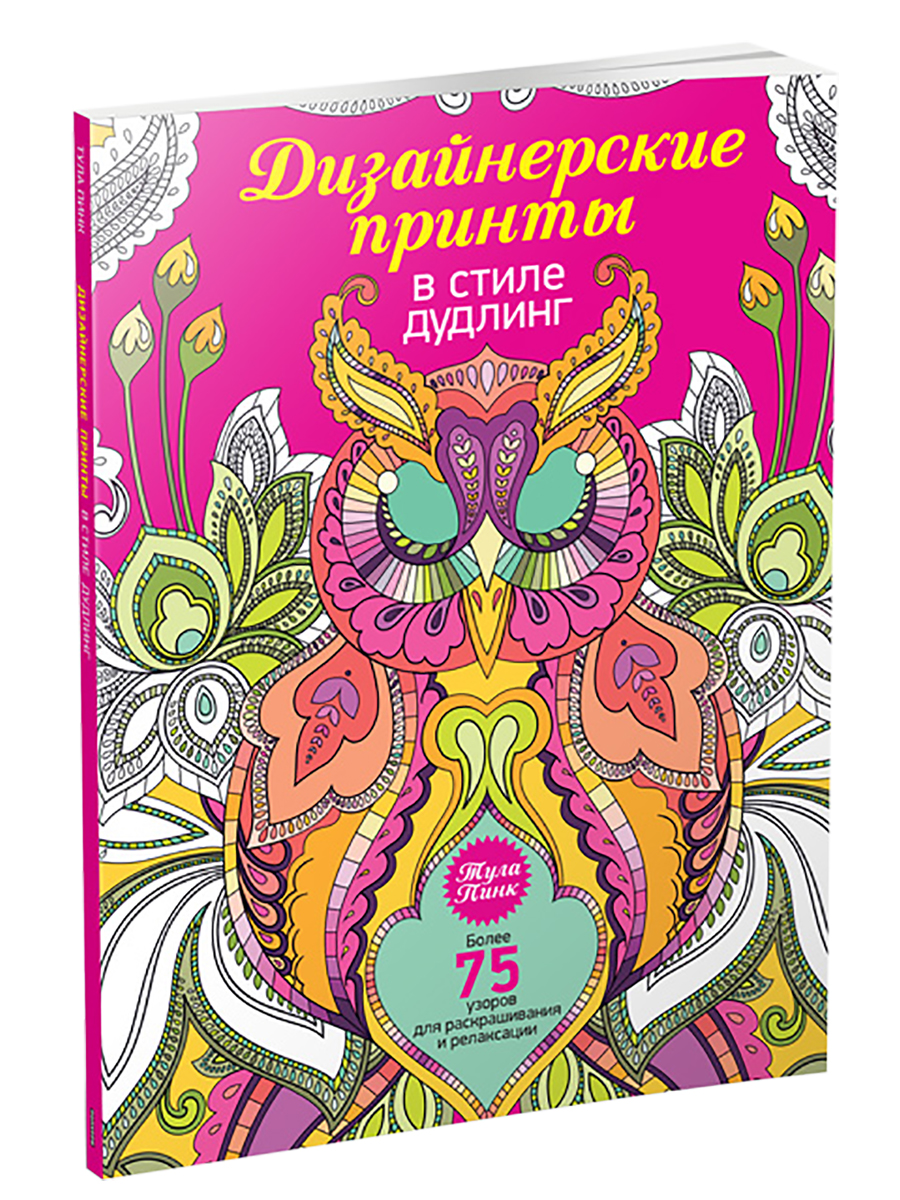 Дизайнерские
принты
в стиле
дудлинг
Тула
Пинк
Более
75
узоров
для раскрашивания
и релаксации
ТУЛА ПИНК ДИЗАЙНЕРСКИЕ ПРИНТЫ В СТИЛЕ ДУДЛИНГ